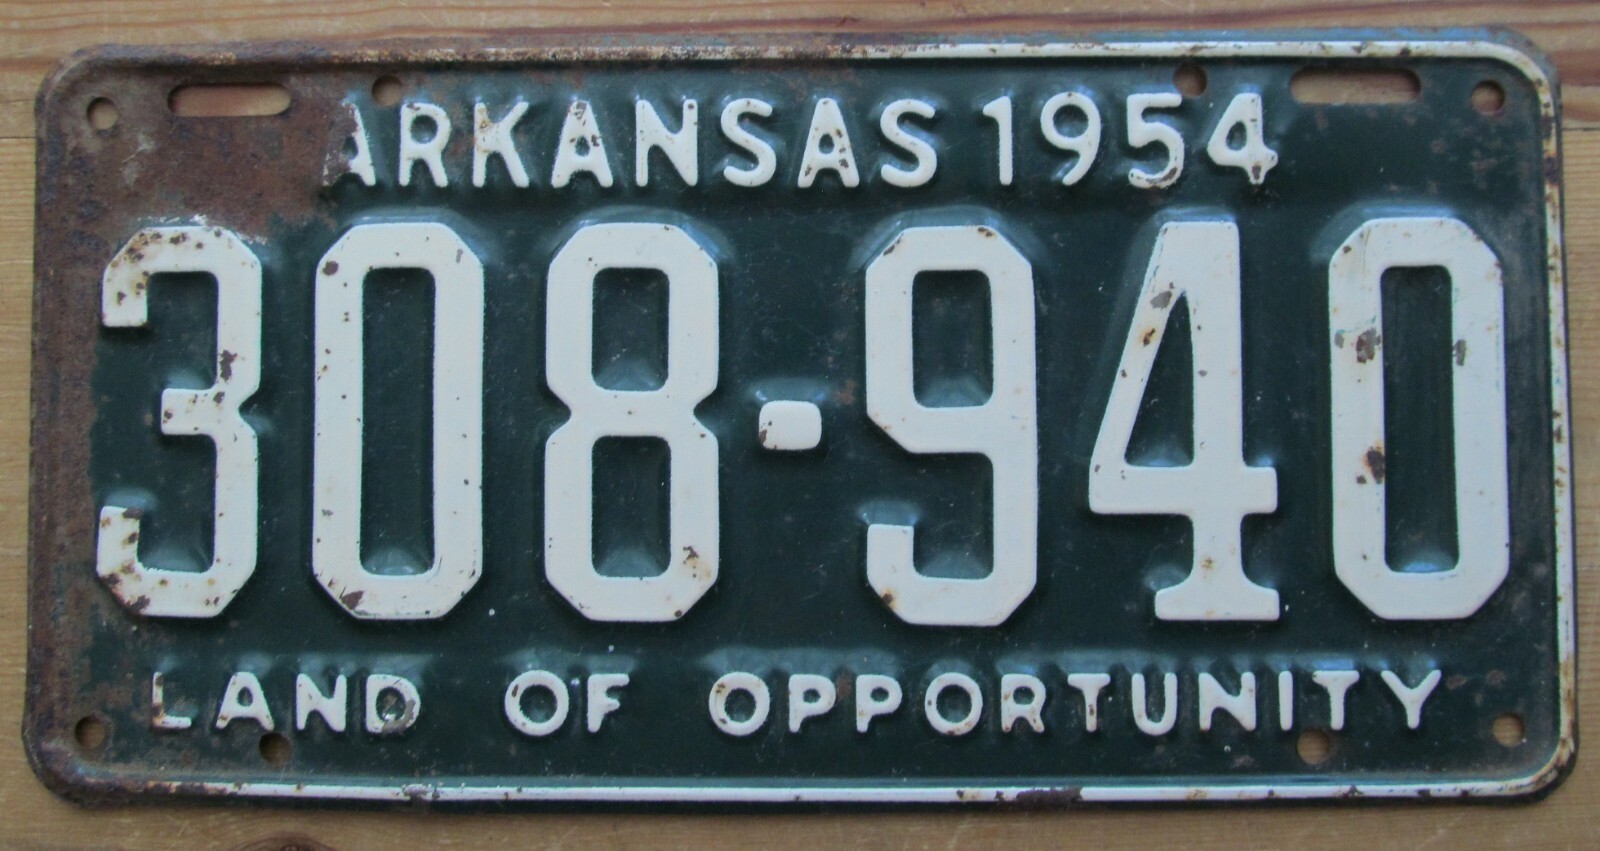 ARKANSAS 1954
308-940
LAND OF OPPORTUNITY